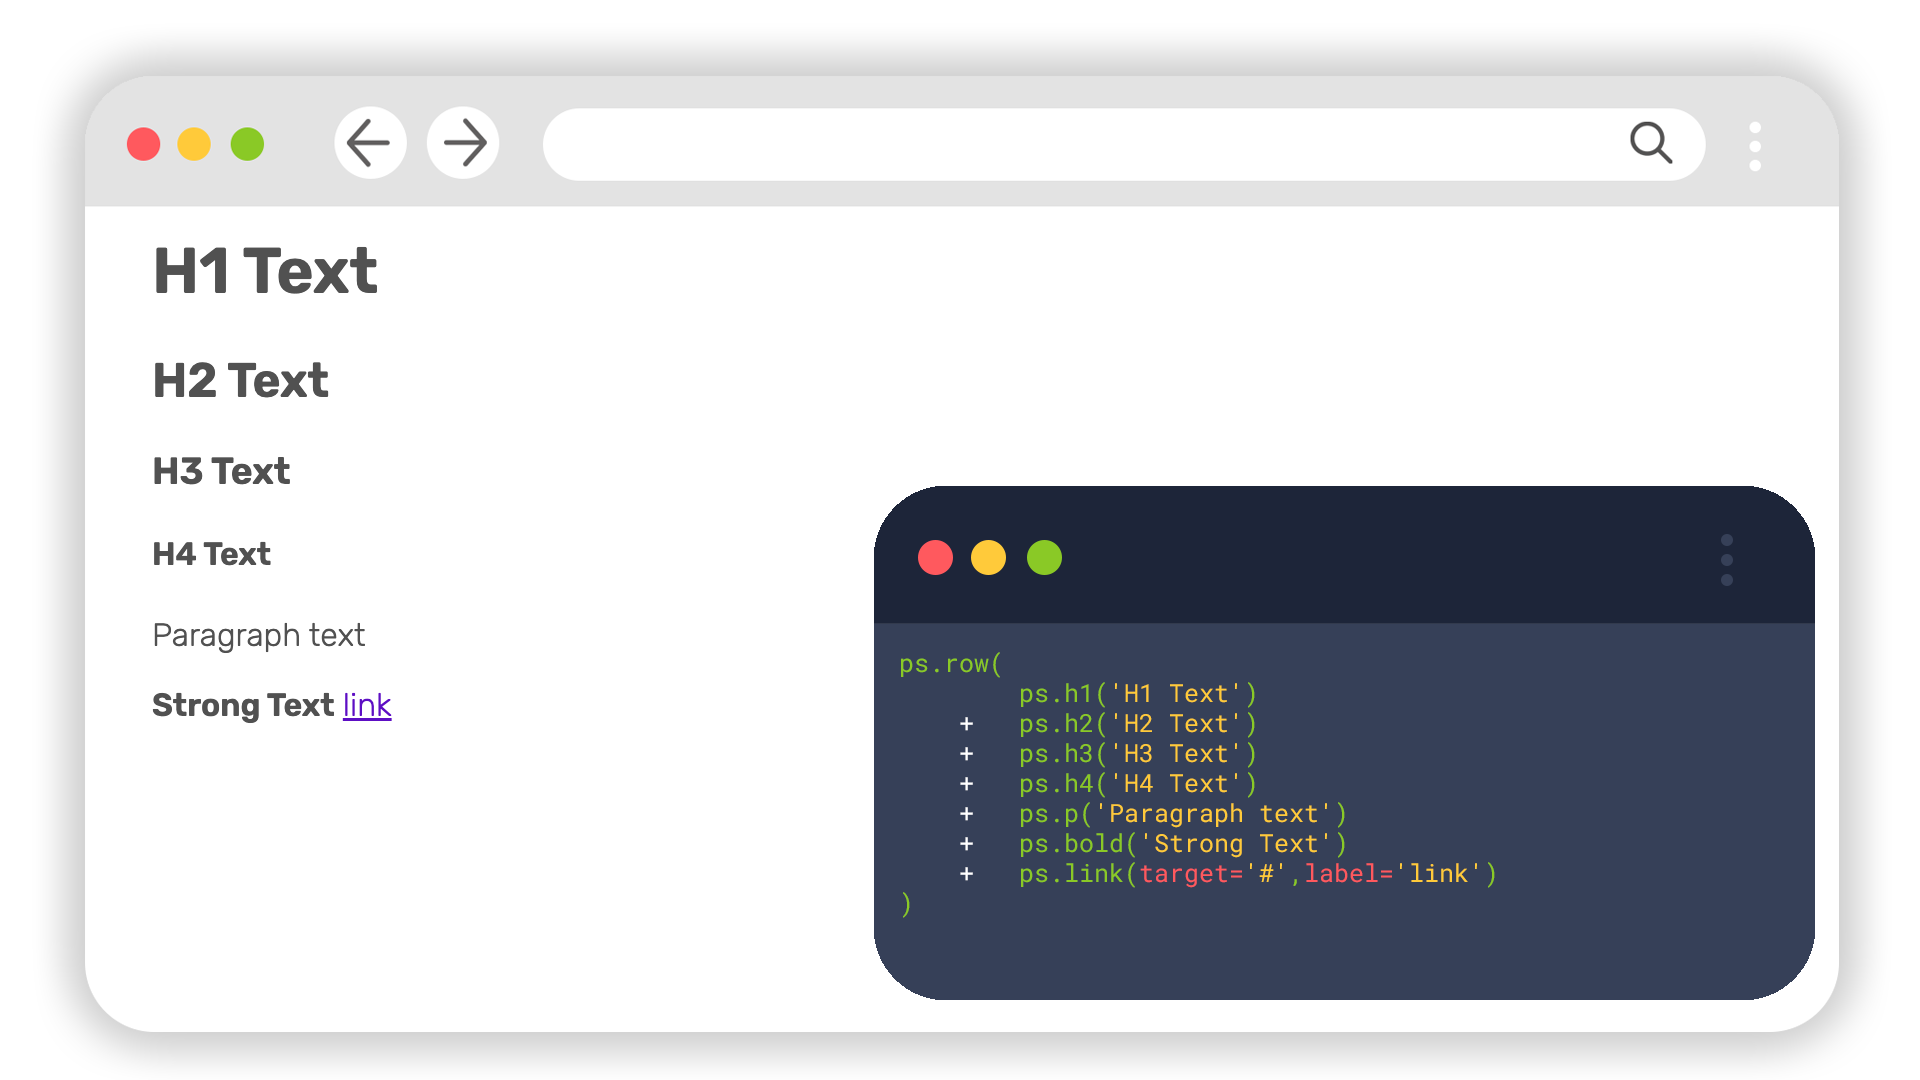 H1 Text
H2 Text
H3 Text
H4 Text
Paragraph text
Strong Text link
ps.row(
ps.h1('H1 Text')
+ ps.h2('H2 Text')
+ ps.h3('H3 Text')
+ ps.h4('H4 Text')
+ ps.p('Paragraph text')
+ ps.bold('Strong Text')
+ ps.link(target='#',label='link')
)